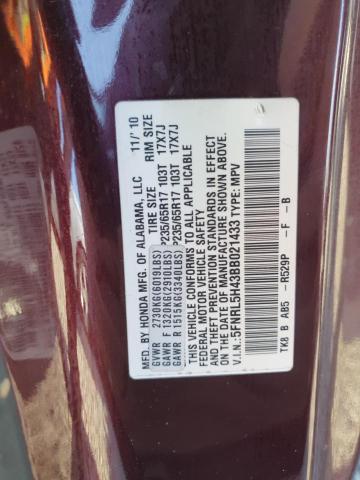 MFD. BY HONDA MFG. OF ALABAMA, LLC 11/'10
TIRE SIZE RIM SIZE
GVWR 2730KG(6019LBS)
GAWR F 1320KG(2910LBS) P235/65R17 103T 17X7J
GAWR R 1515KG(3340LBS) P235/65R17 103T 17X7J
THIS VEHICLE CONFORMS TO ALL APPLICABLE
FEDERAL MOTOR VEHICLE SAFETY
AND THEFT PREVENTION STANDARDS IN EFFECT
ON THE DATE OF MANUFACTURE SHOWN ABOVE.
V.I.N.:5FNRL5H43BB021433 TYPE: MPV
TK8 B AB5 -R529P -F -B